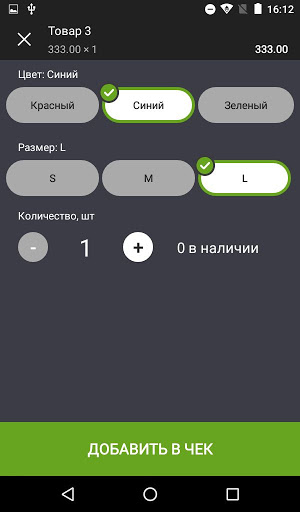 16:12
Товар 3
333.00 × 1
333.00
Цвет: Синий
Красный
Синий
Зеленый
Размер: L
S
M
L
Количество, шт
- 1 + 0 в наличии
ДОБАВИТЬ В ЧЕК